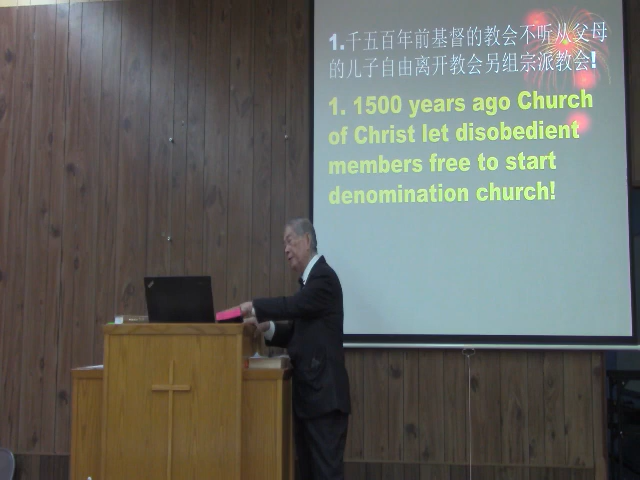 1.千五百年前基督的教会不听从父母
的儿子自由离开教会另组宗派教会!
1. 1500 years ago Church
of Christ let disobedient
members free to start
denomination church!